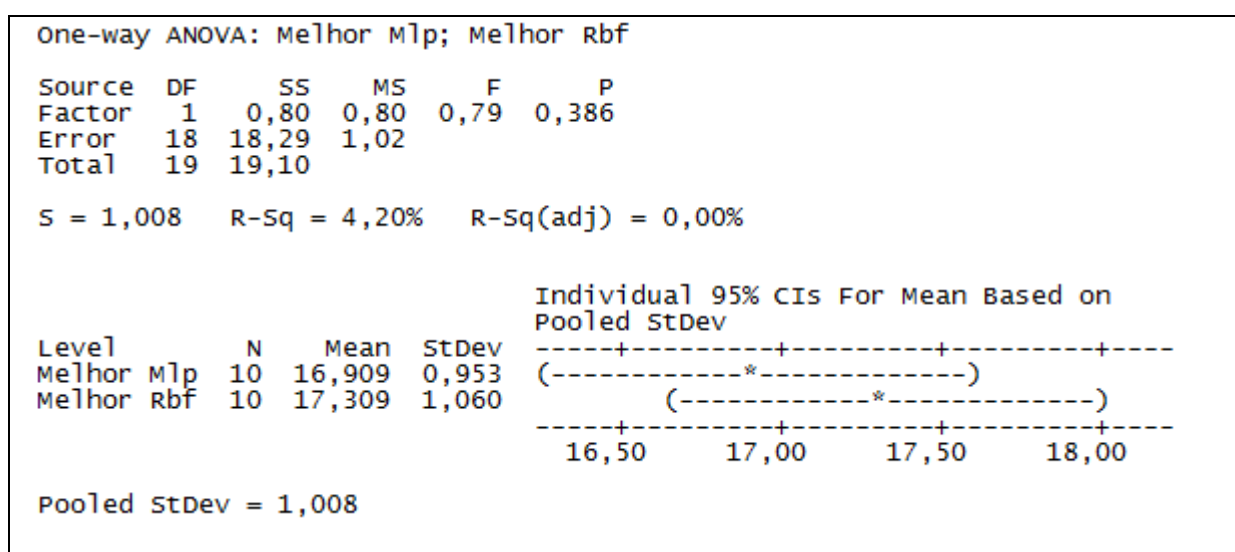 One-way ANOVA: Melhor Mlp; Melhor Rbf
Source  DF     SS    MS     F      P
Factor   1   0,80  0,80  0,79  0,386
Error   18  18,29  1,02
Total   19  19,10
S = 1,008   R-Sq = 4,20%   R-Sq(adj) = 0,00%
Individual 95% CIs For Mean Based on
Pooled StDev
Level        N    Mean  StDev  -----+---------+---------+---------+----
Melhor Mlp  10  16,909  0,953  (------------*-------------)
Melhor Rbf  10  17,309  1,060          (------------*-------------)
-----+---------+---------+---------+----
16,50     17,00     17,50     18,00
Pooled StDev = 1,008